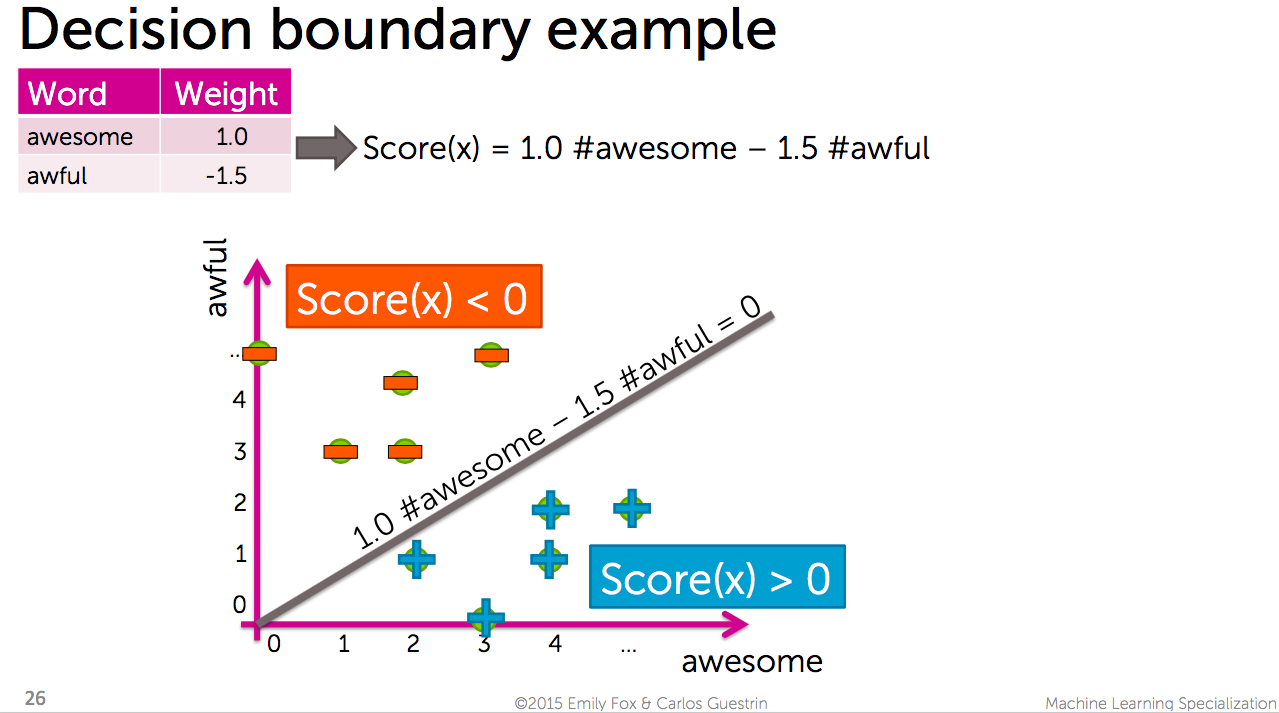 Decision boundary example
Word Weight
awesome 1.0
awful -1.5
Score(x) = 1.0 #awesome – 1.5 #awful
awful
Score(x) < 0
1.0 #awesome – 1.5 #awful = 0
Score(x) > 0
...
4
3
2
1
0
0 1 2 3 4 ...
awesome
26
©2015 Emily Fox & Carlos Guestrin
Machine Learning Specialization